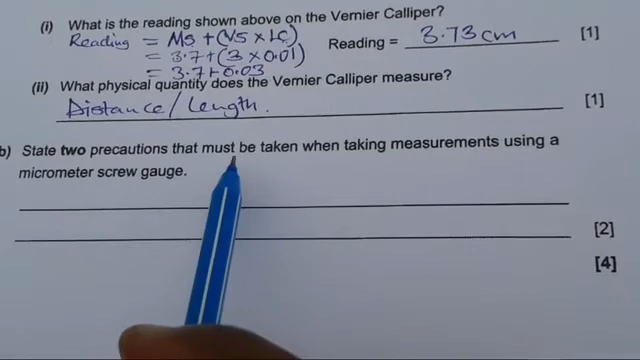 (i) What is the reading shown above on the Vernier Calliper?
Reading = MS + (VS x LC)
= 3.7 + (3 x 0.01) Reading = 3.73 cm [1]
= 3.7 + 0.03
(ii) What physical quantity does the Vernier Calliper measure?
Distance / Length. [1]
b) State two precautions that must be taken when taking measurements using a
micrometer screw gauge.
[2]
[4]